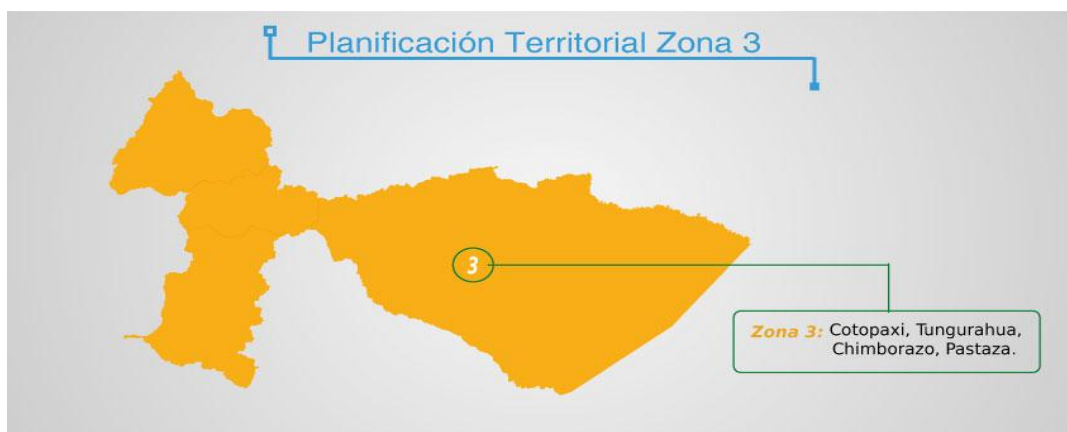 Planificación Territorial Zona 3
3
Zona 3: Cotopaxi, Tungurahua,
Chimborazo, Pastaza.